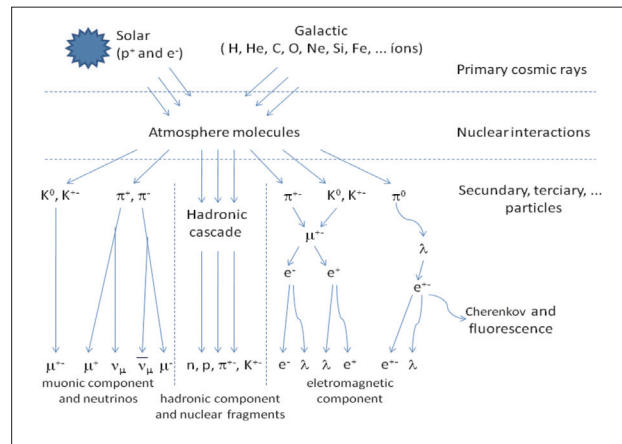 Solar
(p⁺ and e⁻)
Galactic
( H, He, C, O, Ne, Si, Fe, ... íons)
Primary cosmic rays
Atmosphere molecules
Nuclear interactions
K⁰, K⁺⁻
π⁺, π⁻
π⁺⁻
K⁰, K⁺⁻
π⁰
Secundary, terciary, ...
particles
Hadronic
cascade
μ⁺⁻
λ
e⁻
e⁺
e⁺⁻
Cherenkov and
fluorescence
μ⁺⁻
μ⁺
ν_μ
ν̅_μ
μ⁻
n, p, π⁺⁻, K⁺⁻
e⁻
λ
λ
e⁺
e⁺⁻
λ
muonic component
and neutrinos
hadronic component
and nuclear fragments
eletromagnetic
component